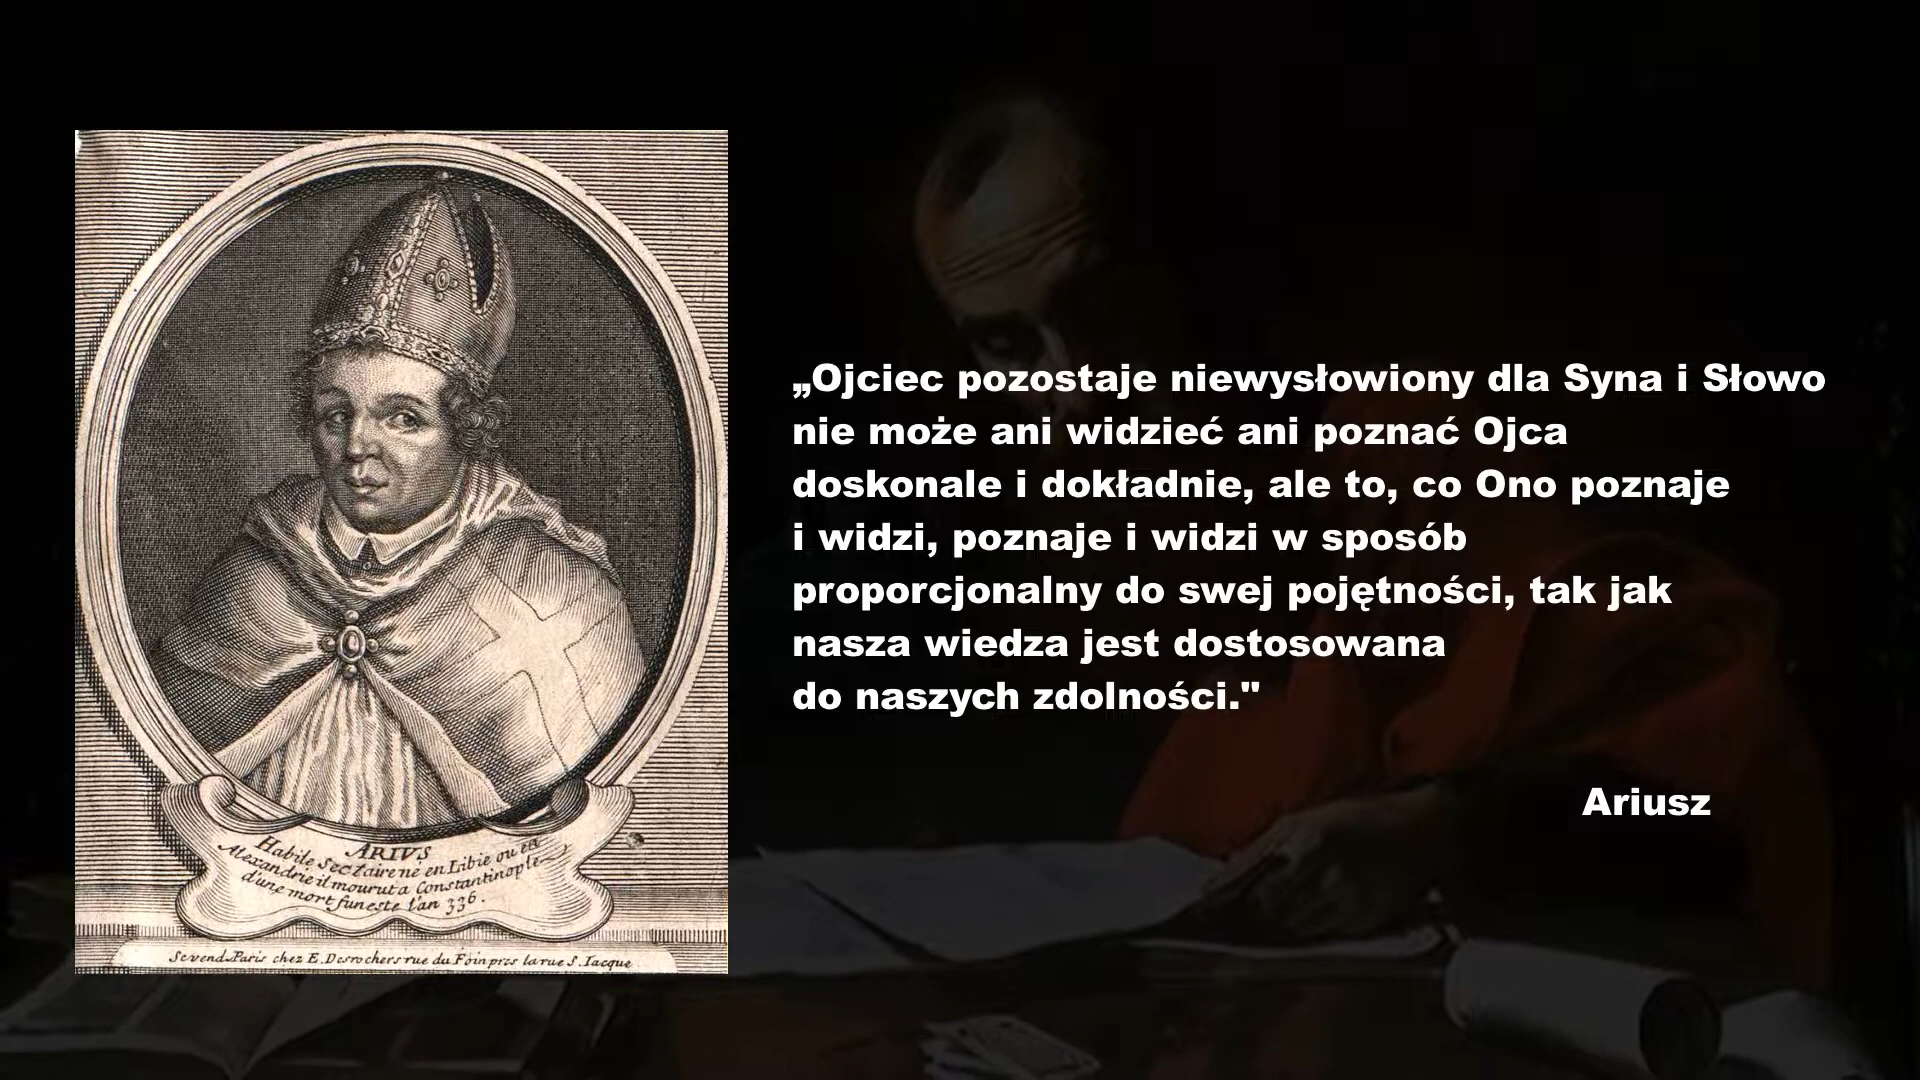 ARIVS
Habile Sectaire né en Libie ou en
Alexandrie il mourut a Constantinople
d'une mort funeste l'an 336.
Se vend a Paris chez E. Desrochers rue du Foin pres la rue S. Iacque
„Ojciec pozostaje niewysłowiony dla Syna i Słowo
nie może ani widzieć ani poznać Ojca
doskonale i dokładnie, ale to, co Ono poznaje
i widzi, poznaje i widzi w sposób
proporcjonalny do swej pojętności, tak jak
nasza wiedza jest dostosowana
do naszych zdolności."
Ariusz